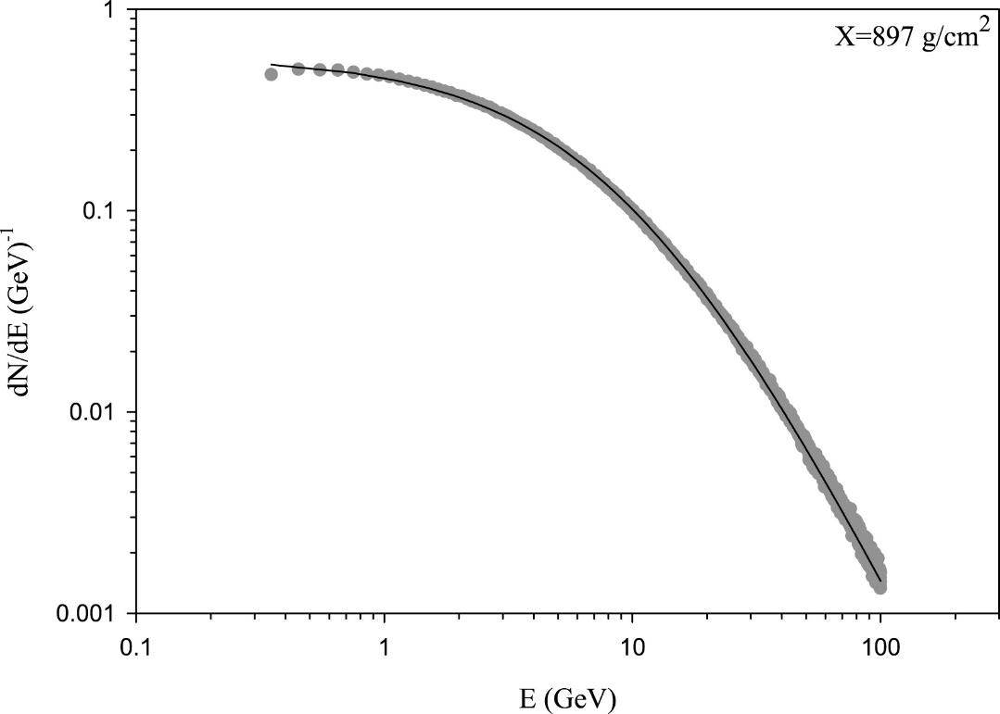 X=897 g/cm²
1
0.1
0.01
0.001
dN/dE (GeV)⁻¹
0.1 1 10 100
E (GeV)